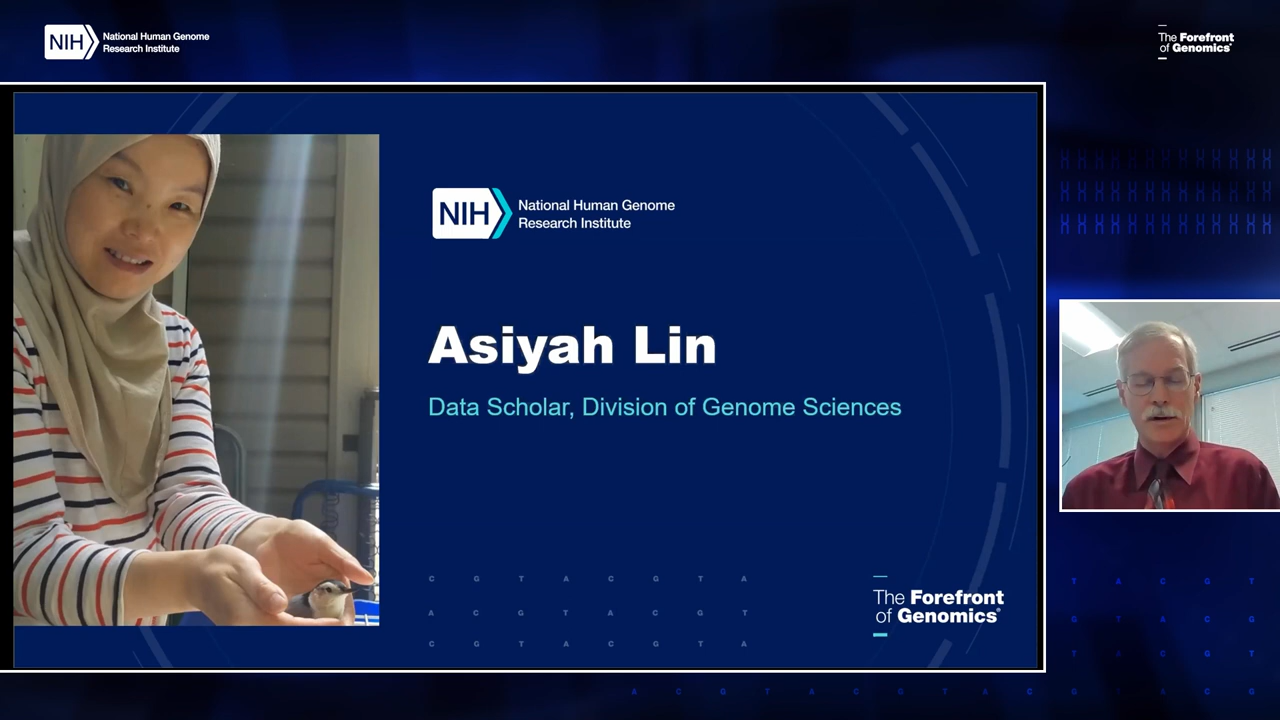 NIH National Human Genome
Research Institute
The Forefront
of Genomics®
NIH National Human Genome
Research Institute
Asiyah Lin
Data Scholar, Division of Genome Sciences
C G T A C G T A
A C G T A C G T
C G T A C G T A
The Forefront
of Genomics®
T A C G T
G T A C G
T A C G T
A C G T A C G T A C G T A C G